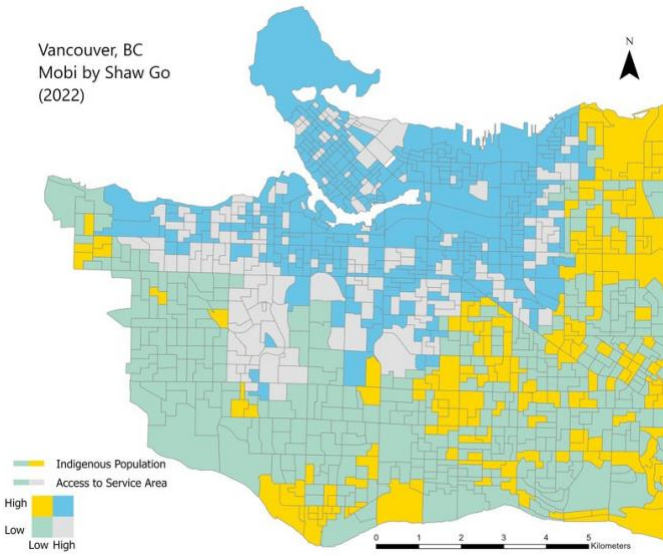 Vancouver, BC
Mobi by Shaw Go
(2022)
N
Indigenous Population
Access to Service Area
High
Low
Low High
0 1 2 3 4 5
Kilometers